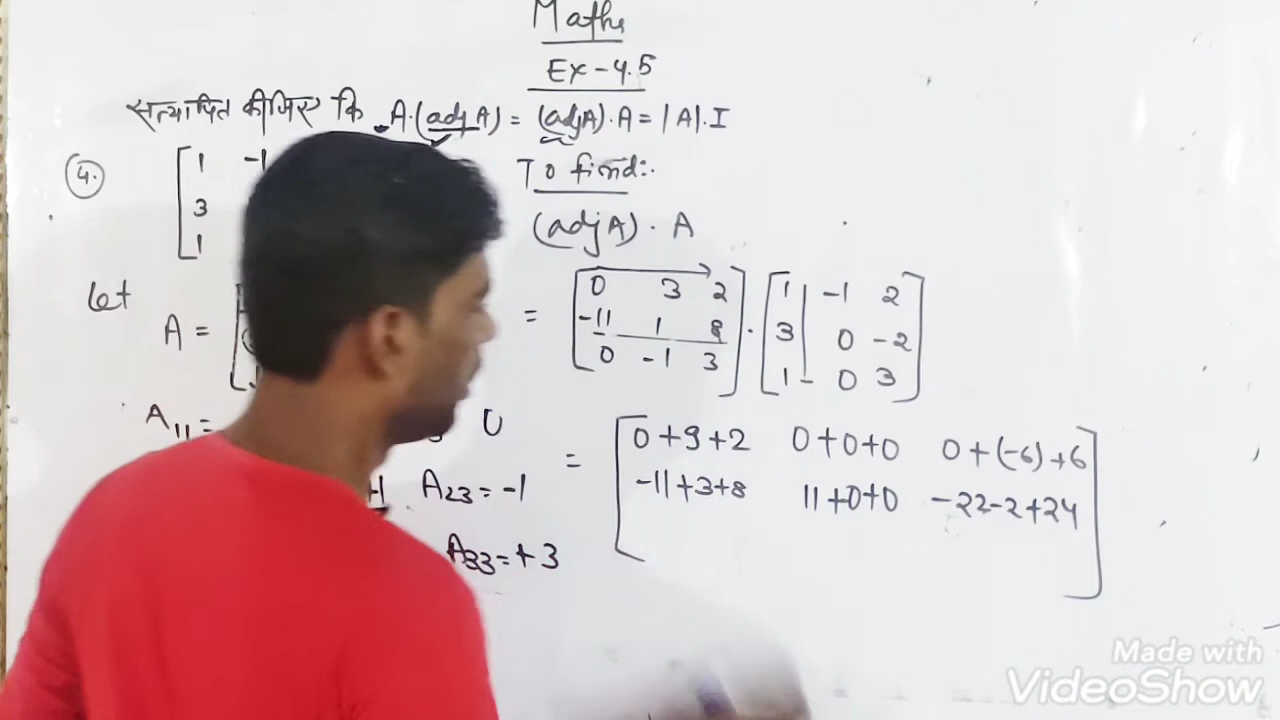 Maths
Ex-4.5
सत्यापित कीजिए कि A.(adj A) = (adjA).A = |A|.I
4. [1 -1
3
1
To find:-
(adjA) . A
Let
A =
= [0 3 2
-11 1 8
0 -1 3] . [1 -1 2
3 0 -2
1 0 3]
A11 = 0
A23 = -1
A33 = +3
= [0+9+2 0+0+0 0+(-6)+6
-11+3+8 11+0+0 -22-2+24]
Made with
VideoShow